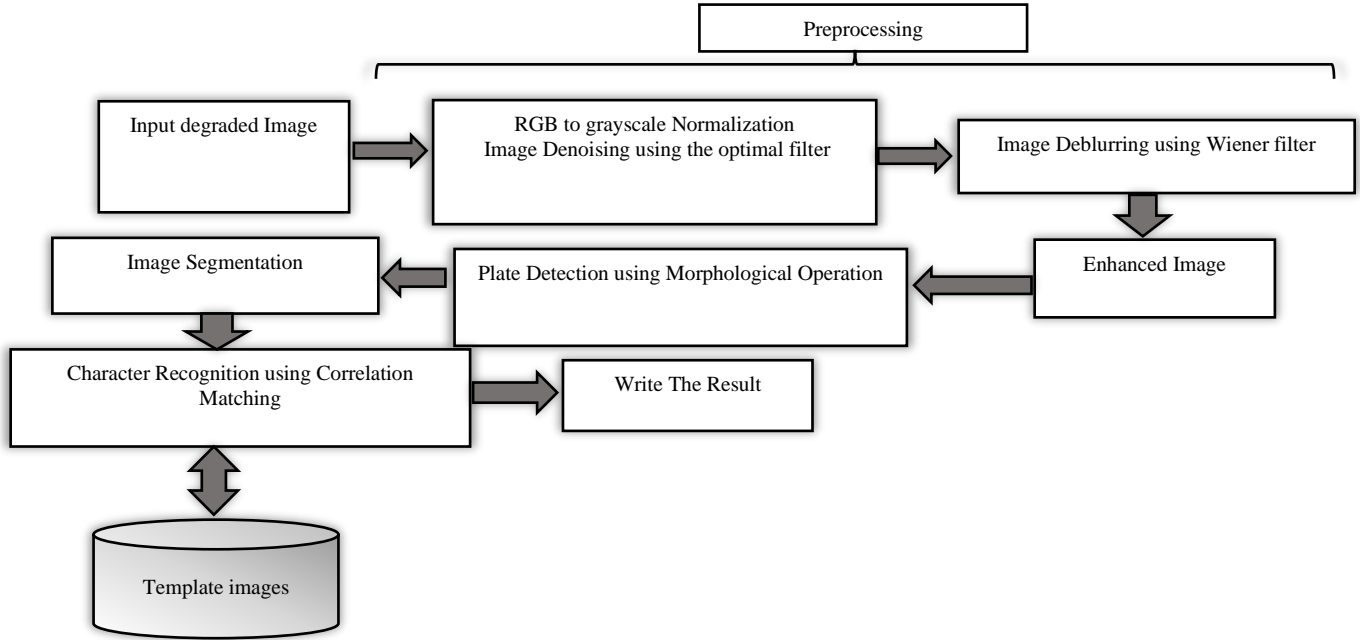 Preprocessing
Input degraded Image
RGB to grayscale Normalization
Image Denoising using the optimal filter
Image Deblurring using Wiener filter
Enhanced Image
Plate Detection using Morphological Operation
Image Segmentation
Character Recognition using Correlation
Matching
Write The Result
Template images